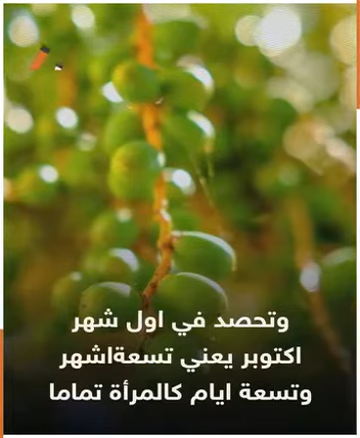 وتحصد في اول شهر
اكتوبر يعني تسعةاشهر
وتسعة ايام كالمرأة تماما